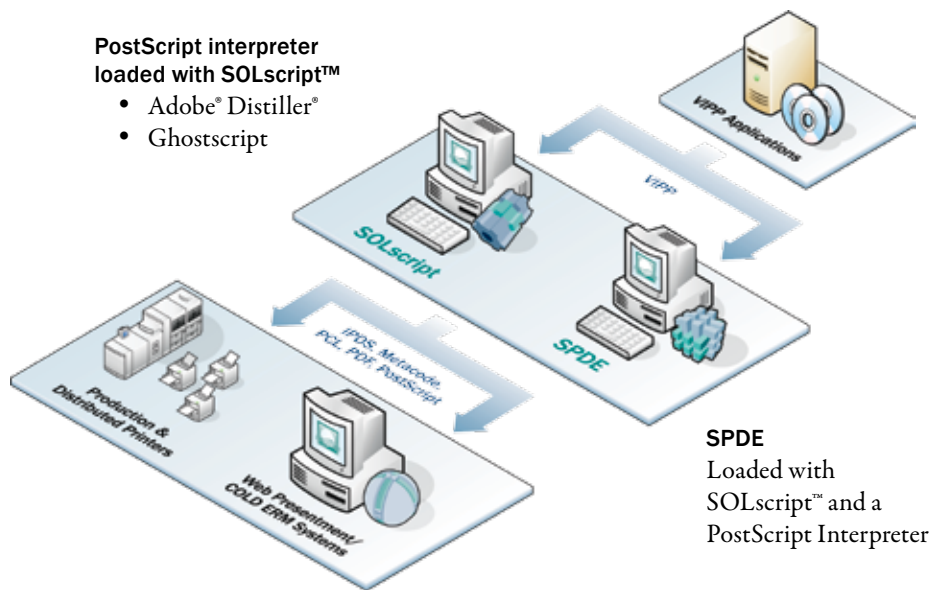 PostScript interpreter
loaded with SOLscript™
• Adobe® Distiller®
• Ghostscript
VIPP Applications
VIPP
SOLscript
SPDE
IPDS, Metacode,
PCL, PDF, PostScript
Production &
Distributed Printers
Web Presentment/
COLD ERM Systems
SPDE
Loaded with
SOLscript™ and a
PostScript Interpreter